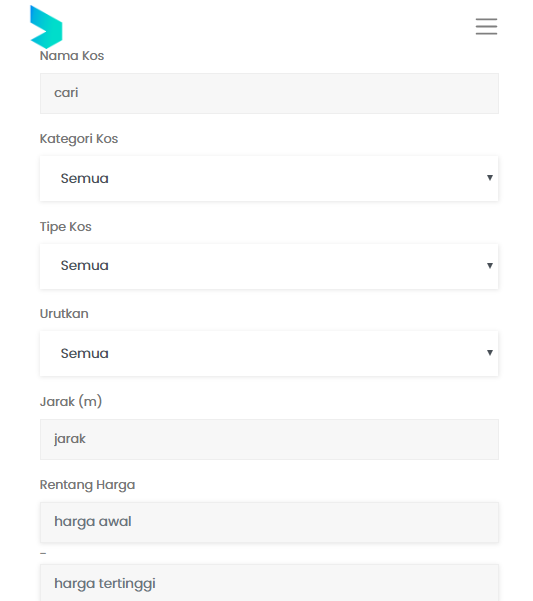 Nama Kos
cari
Kategori Kos
Semua
Tipe Kos
Semua
Urutkan
Semua
Jarak (m)
jarak
Rentang Harga
harga awal
-
harga tertinggi